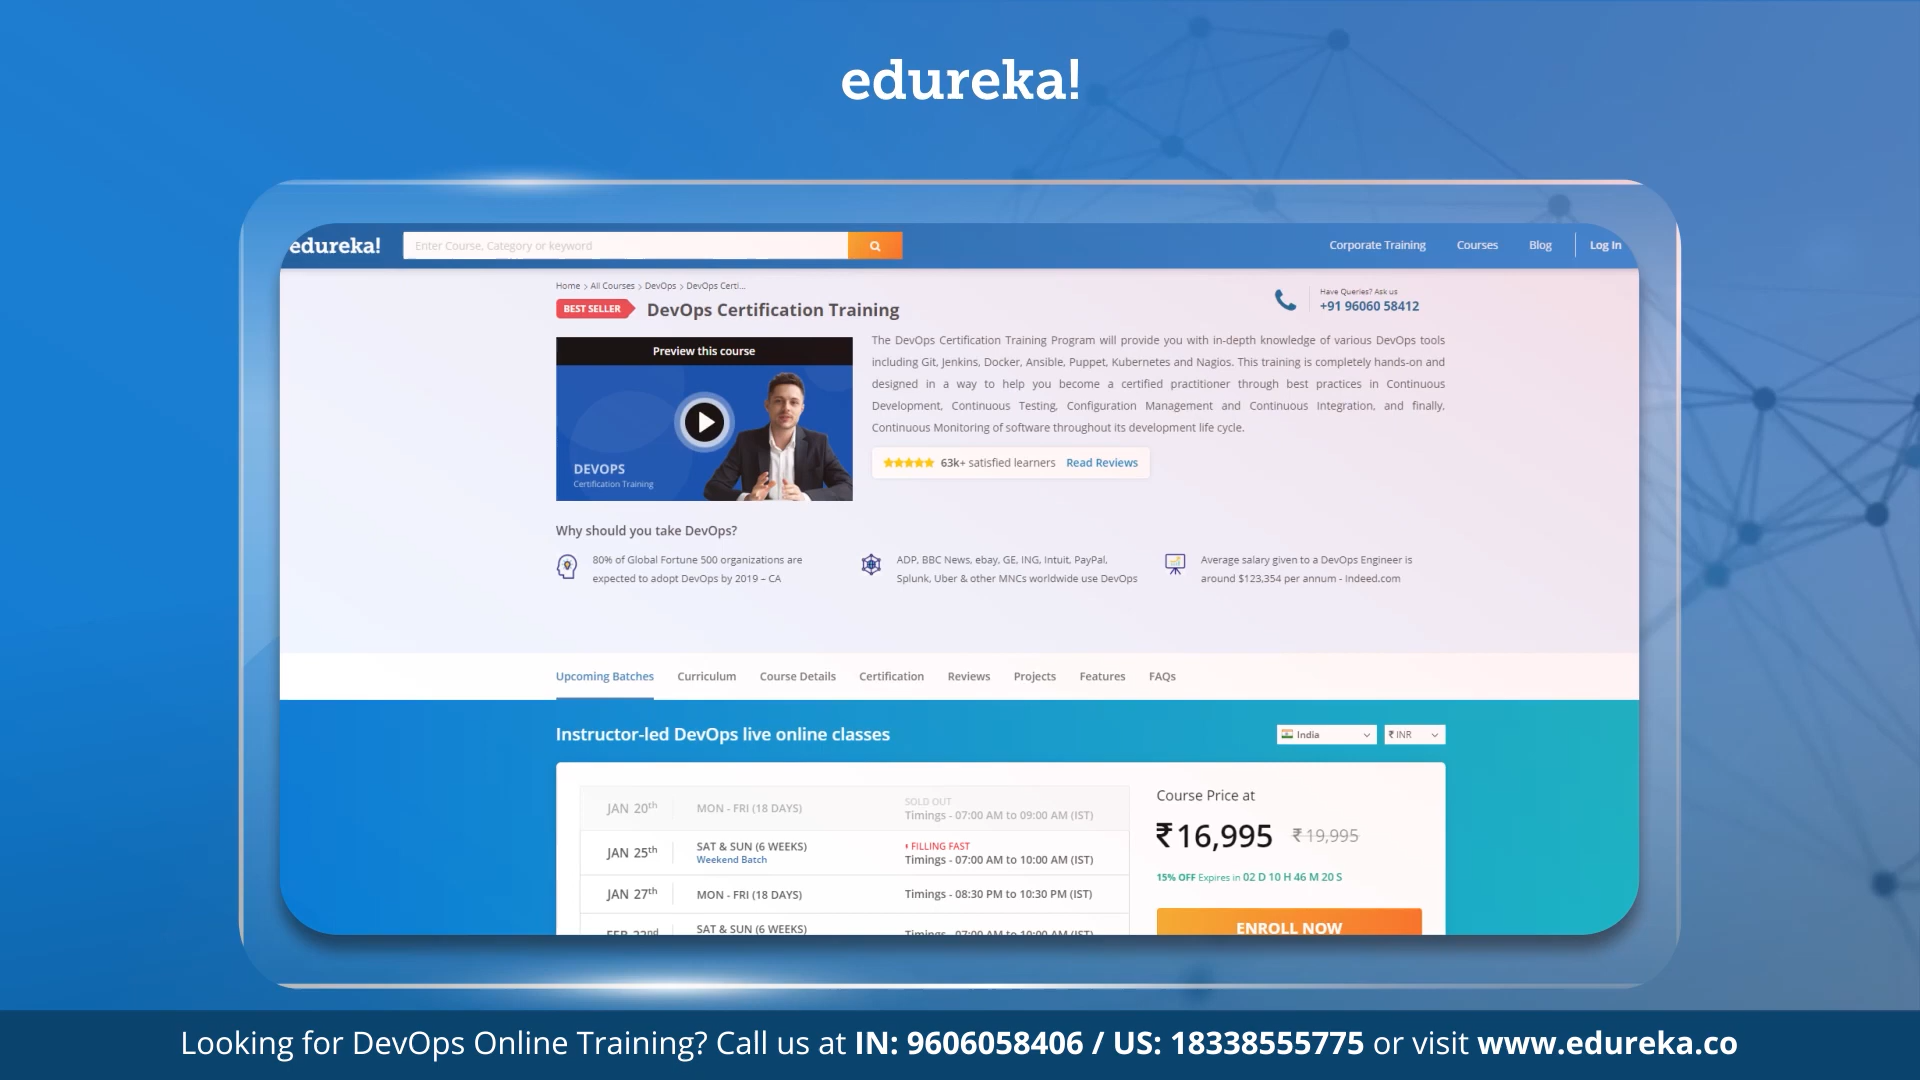 edureka!
edureka!
Enter Course, Category or keyword
Corporate Training
Courses
Blog
Log In
Home > All Courses > DevOps > DevOps Certi...
BEST SELLER
DevOps Certification Training
Have Queries? Ask us
+91 96060 58412
Preview this course
DEVOPS
Certification Training
The DevOps Certification Training Program will provide you with in-depth knowledge of various DevOps tools
including Git, Jenkins, Docker, Ansible, Puppet, Kubernetes and Nagios. This training is completely hands-on and
designed in a way to help you become a certified practitioner through best practices in Continuous
Development, Continuous Testing, Configuration Management and Continuous Integration, and finally,
Continuous Monitoring of software throughout its development life cycle.
63k+ satisfied learners Read Reviews
Why should you take DevOps?
80% of Global Fortune 500 organizations are
expected to adopt DevOps by 2019 – CA
ADP, BBC News, ebay, GE, ING, Intuit, PayPal,
Splunk, Uber & other MNCs worldwide use DevOps
Average salary given to a DevOps Engineer is
around $123,354 per annum - Indeed.com
Upcoming Batches
Curriculum
Course Details
Certification
Reviews
Projects
Features
FAQs
Instructor-led DevOps live online classes
India
₹ INR
JAN 20th
MON - FRI (18 DAYS)
SOLD OUT
Timings - 07:00 AM to 09:00 AM (IST)
JAN 25th
SAT & SUN (6 WEEKS)
Weekend Batch
FILLING FAST
Timings - 07:00 AM to 10:00 AM (IST)
JAN 27th
MON - FRI (18 DAYS)
Timings - 08:30 PM to 10:30 PM (IST)
FEB 22nd
SAT & SUN (6 WEEKS)
Timings - 07:00 AM to 10:00 AM (IST)
Course Price at
₹16,995 ₹19,995
15% OFF Expires in 02 D 10 H 46 M 20 S
ENROLL NOW
Looking for DevOps Online Training? Call us at IN: 9606058406 / US: 18338555775 or visit www.edureka.co